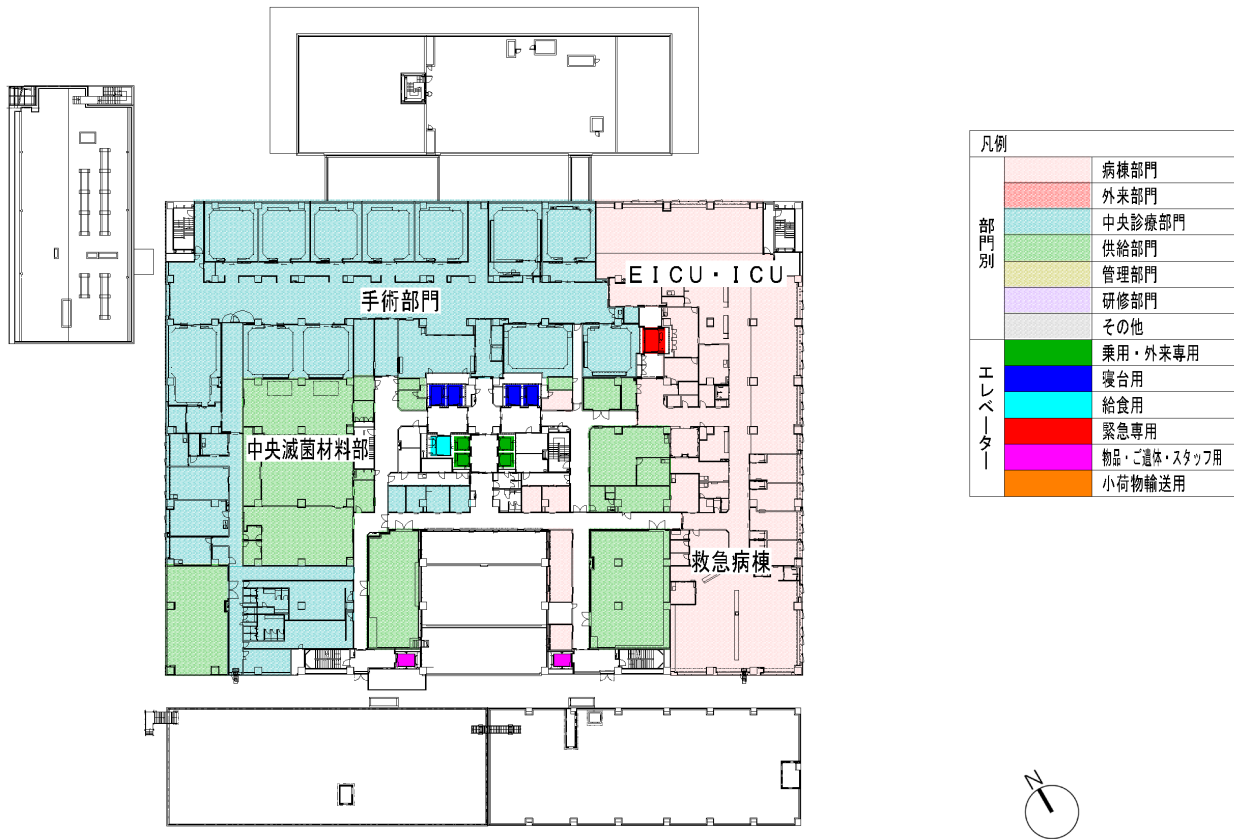 凡例
部門別
病棟部門
外来部門
中央診療部門
供給部門
管理部門
研修部門
その他
エレベーター
乗用・外来専用
寝台用
給食用
緊急専用
物品・ご遺体・スタッフ用
小荷物輸送用
EICU・ICU
手術部門
中央滅菌材料部
救急病棟
N